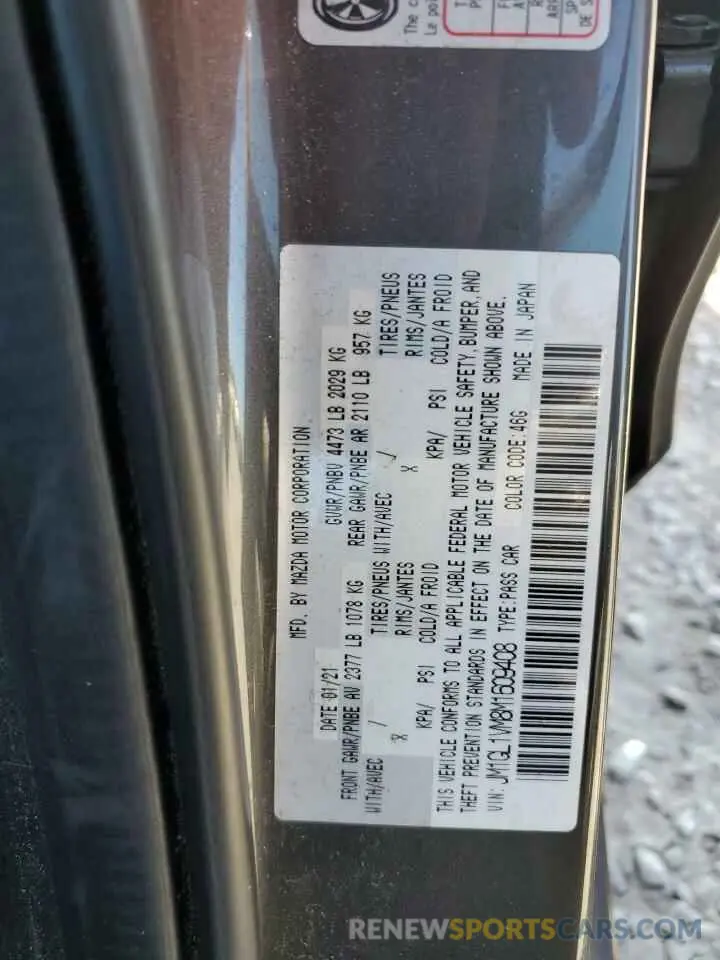 The c
Le po
MFD. BY MAZDA MOTOR CORPORATION
DATE 01/21 GVWR/PNBV 4473 LB 2029 KG
FRONT GAWR/PNBE AV 2377 LB 1078 KG REAR GAWR/PNBE AR 2110 LB 957 KG
WITH/AVEC / TIRES/PNEUS WITH/AVEC / TIRES/PNEUS
X RIMS/JANTES X RIMS/JANTES
KPA/ PSI COLD/A FROID KPA/ PSI COLD/A FROID
THIS VEHICLE CONFORMS TO ALL APPLICABLE FEDERAL MOTOR VEHICLE SAFETY, BUMPER, AND
THEFT PREVENTION STANDARDS IN EFFECT ON THE DATE OF MANUFACTURE SHOWN ABOVE.
VIN: JM1GL1VM8M1609408 TYPE:PASS CAR COLOR CODE:46G MADE IN JAPAN
RENEWSPORTSCARS.COM